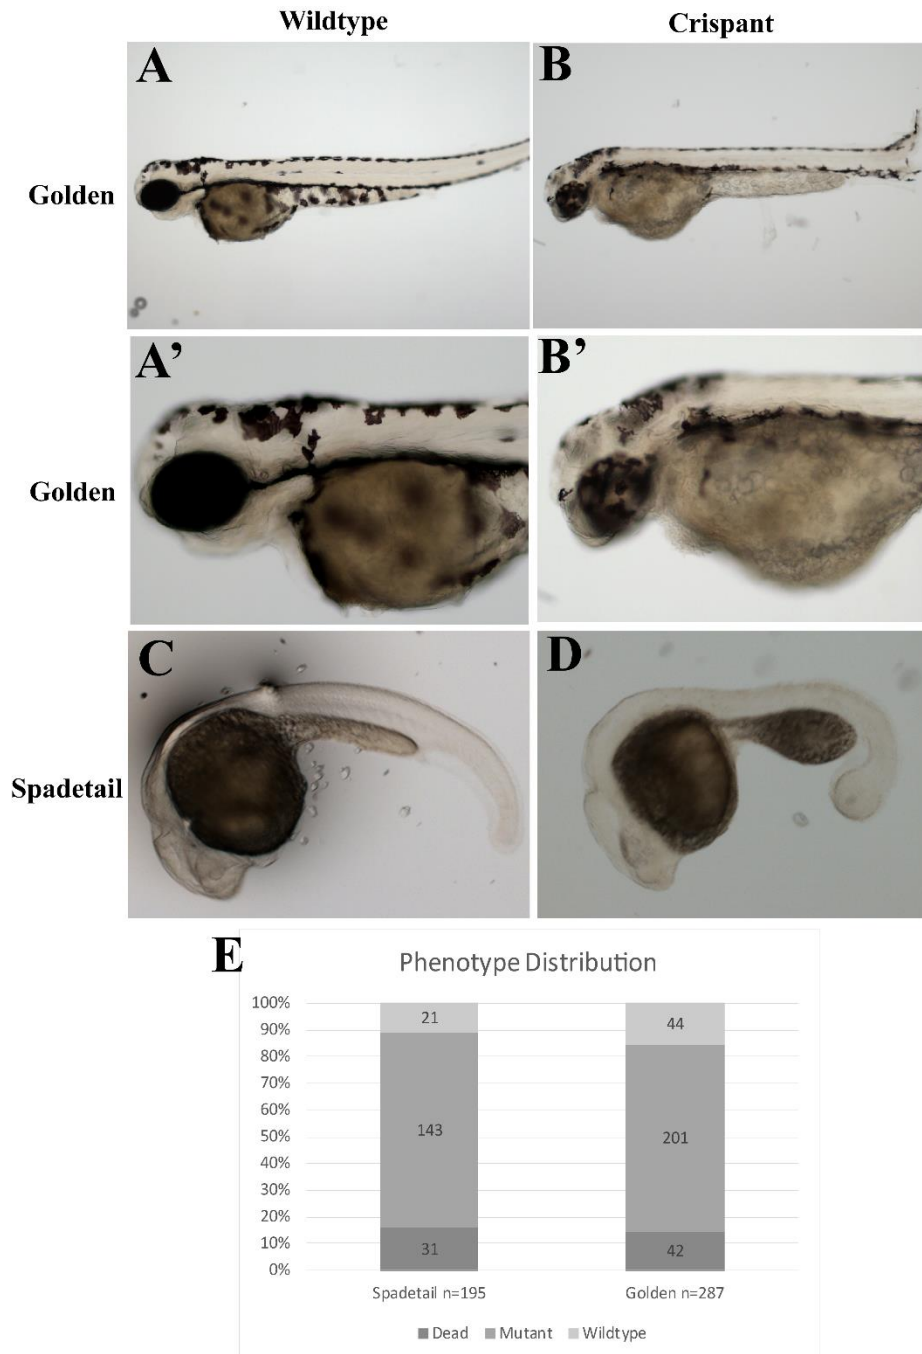 Wildtype Crispant
A B
Golden
A’ B’
Golden
C D
Spadetail
E
Phenotype Distribution
100%
90%
80%
70%
60%
50%
40%
30%
20%
10%
0%
21 44
143 201
31 42
Spadetail n=195 Golden n=287
Dead Mutant Wildtype